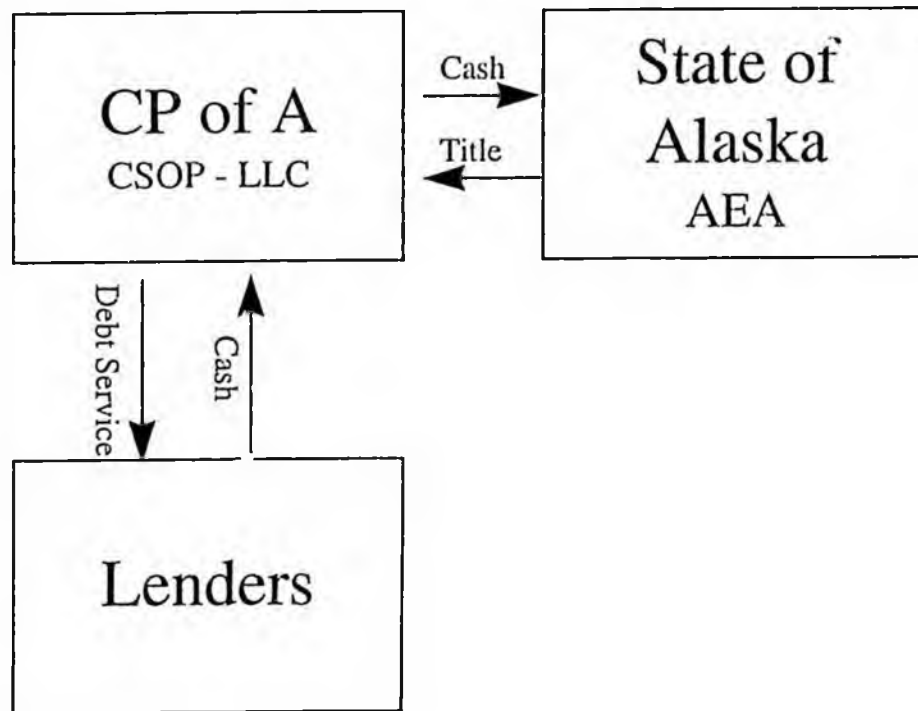 CP of A
CSOP - LLC
Cash
Title
State of
Alaska
AEA
Debt Service
Cash
Lenders